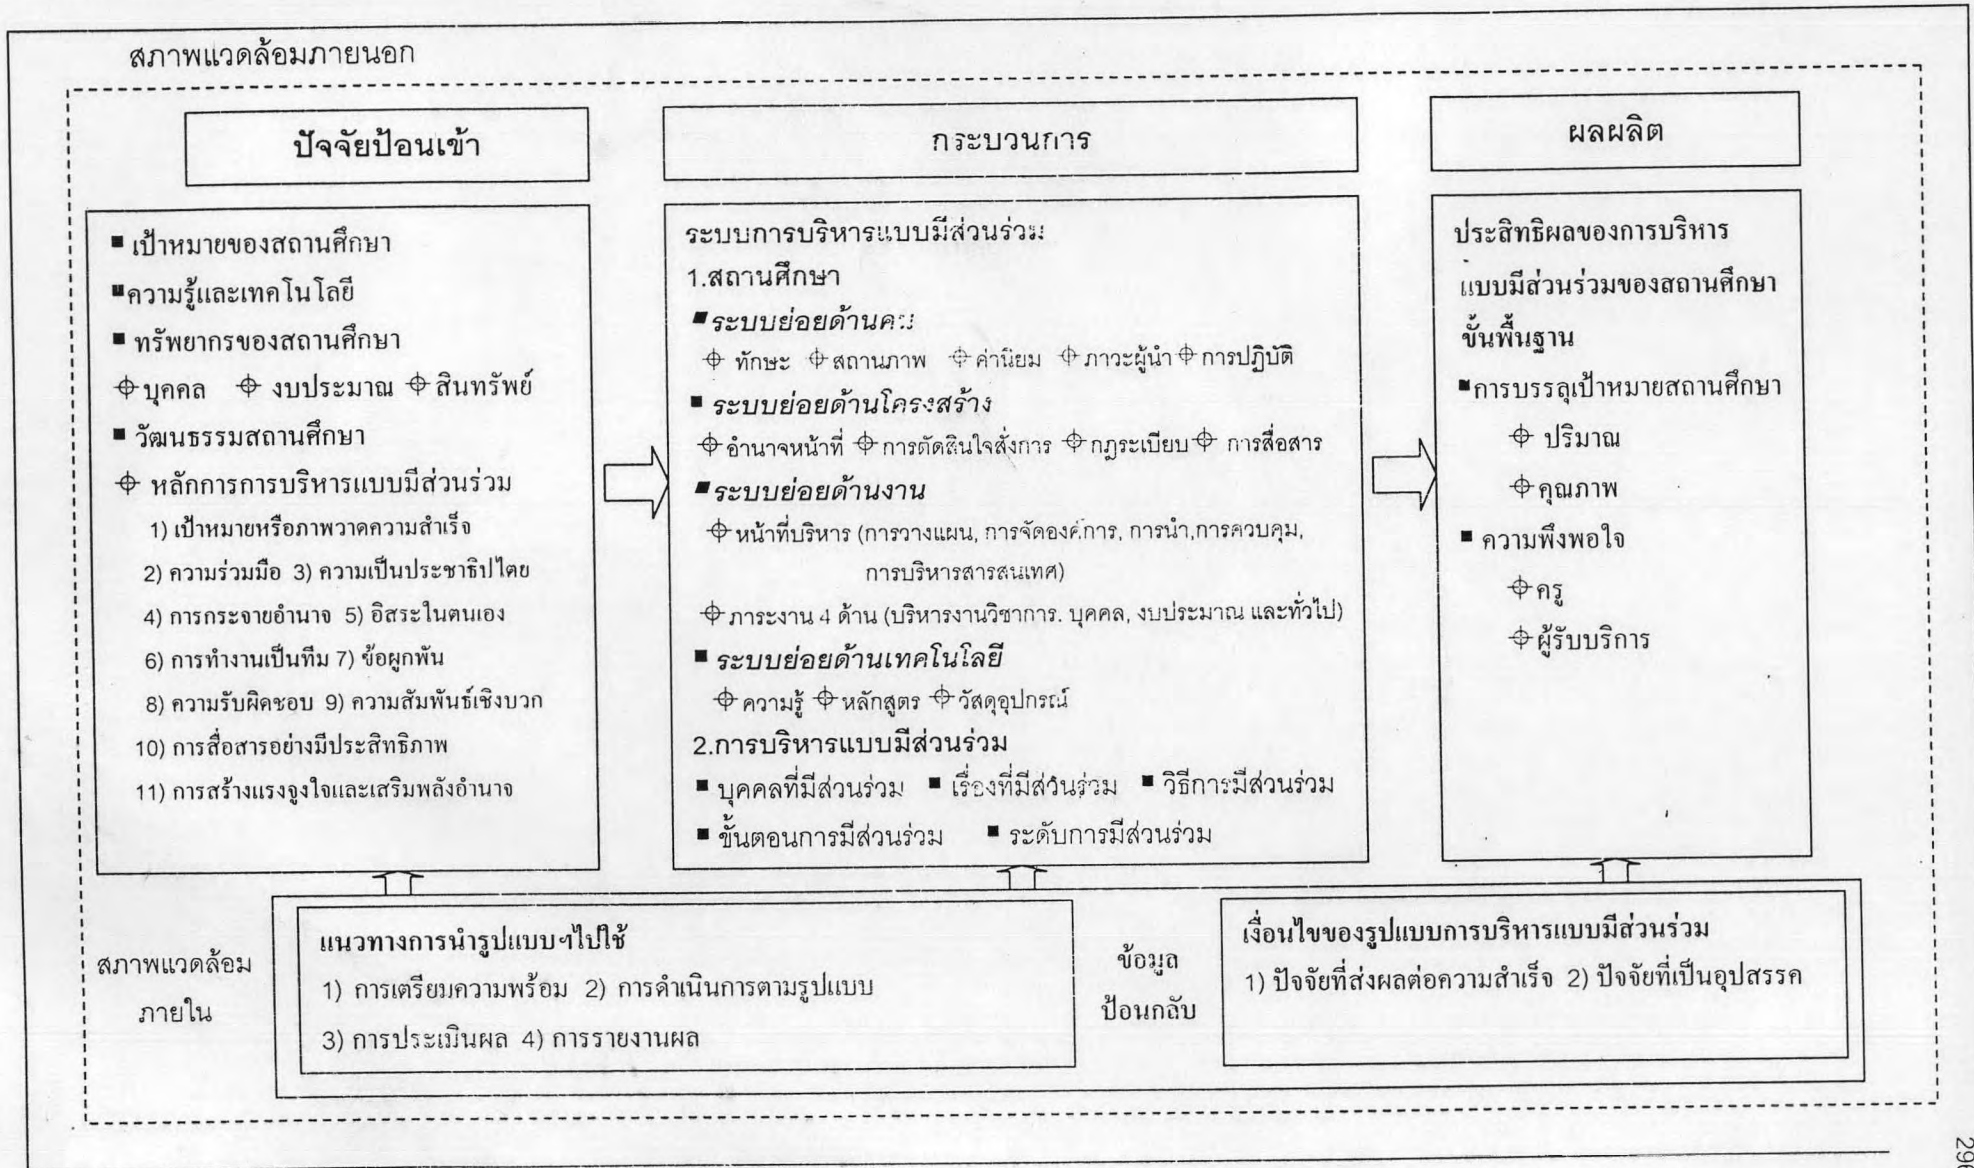 สภาพแวดล้อมภายนอก
ปัจจัยป้อนเข้า
■ เป้าหมายของสถานศึกษา
■ความรู้และเทคโนโลยี
■ ทรัพยากรของสถานศึกษา
⌖บุคคล ⌖ งบประมาณ ⌖สินทรัพย์
■ วัฒนธรรมสถานศึกษา
⌖ หลักการการบริหารแบบมีส่วนร่วม
1) เป้าหมายหรือภาพวาดความสำเร็จ
2) ความร่วมมือ 3) ความเป็นประชาธิปไตย
4) การกระจายอำนาจ 5) อิสระในตนเอง
6) การทำงานเป็นทีม 7) ข้อผูกพัน
8) ความรับผิดชอบ 9) ความสัมพันธ์เชิงบวก
10) การสื่อสารอย่างมีประสิทธิภาพ
11) การสร้างแรงจูงใจและเสริมพลังอำนาจ
กระบวนการ
ระบบการบริหารแบบมีส่วนร่วม
1.สถานศึกษา
■ระบบย่อยด้านคน
⌖ ทักษะ ⌖สถานภาพ ⌖ค่านิยม ⌖ภาวะผู้นำ⌖การปฏิบัติ
■ ระบบย่อยด้านโครงสร้าง
⌖อำนาจหน้าที่ ⌖การตัดสินใจสั่งการ ⌖กฎระเบียบ⌖ การสื่อสาร
■ระบบย่อยด้านงาน
⌖หน้าที่บริหาร (การวางแผน, การจัดองค์การ, การนำ,การควบคุม,
การบริหารสารสนเทศ)
⌖ภาระงาน 4 ด้าน (บริหารงานวิชาการ. บุคคล, งบประมาณ และทั่วไป)
■ ระบบย่อยด้านเทคโนโลยี
⌖ความรู้ ⌖หลักสูตร ⌖วัสดุอุปกรณ์
2.การบริหารแบบมีส่วนร่วม
■ บุคคลที่มีส่วนร่วม ■ เรื่องที่มีส่วนร่วม ■ วิธีการมีส่วนร่วม
■ ขั้นตอนการมีส่วนร่วม ■ ระดับการมีส่วนร่วม
ผลผลิต
ประสิทธิผลของการบริหาร
แบบมีส่วนร่วมของสถานศึกษา
ขั้นพื้นฐาน
■การบรรลุเป้าหมายสถานศึกษา
⌖ ปริมาณ
⌖คุณภาพ
■ ความพึงพอใจ
⌖ครู
⌖ผู้รับบริการ
สภาพแวดล้อม
ภายใน
แนวทางการนำรูปแบบฯไปใช้
1) การเตรียมความพร้อม 2) การดำเนินการตามรูปแบบ
3) การประเมินผล 4) การรายงานผล
ข้อมูล
ป้อนกลับ
เงื่อนไขของรูปแบบการบริหารแบบมีส่วนร่วม
1) ปัจจัยที่ส่งผลต่อความสำเร็จ 2) ปัจจัยที่เป็นอุปสรรค